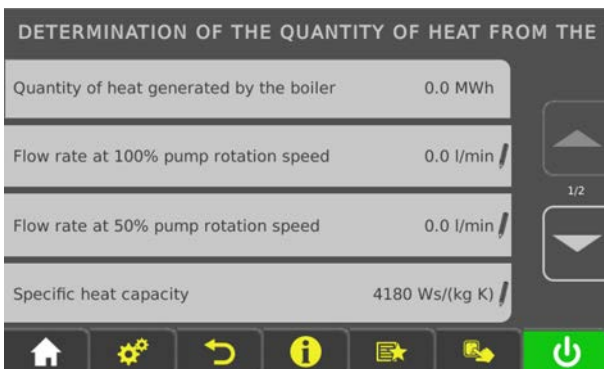 DETERMINATION OF THE QUANTITY OF HEAT FROM THE
Quantity of heat generated by the boiler 0.0 MWh
Flow rate at 100% pump rotation speed 0.0 l/min
1/2
Flow rate at 50% pump rotation speed 0.0 l/min
Specific heat capacity 4180 Ws/(kg K)